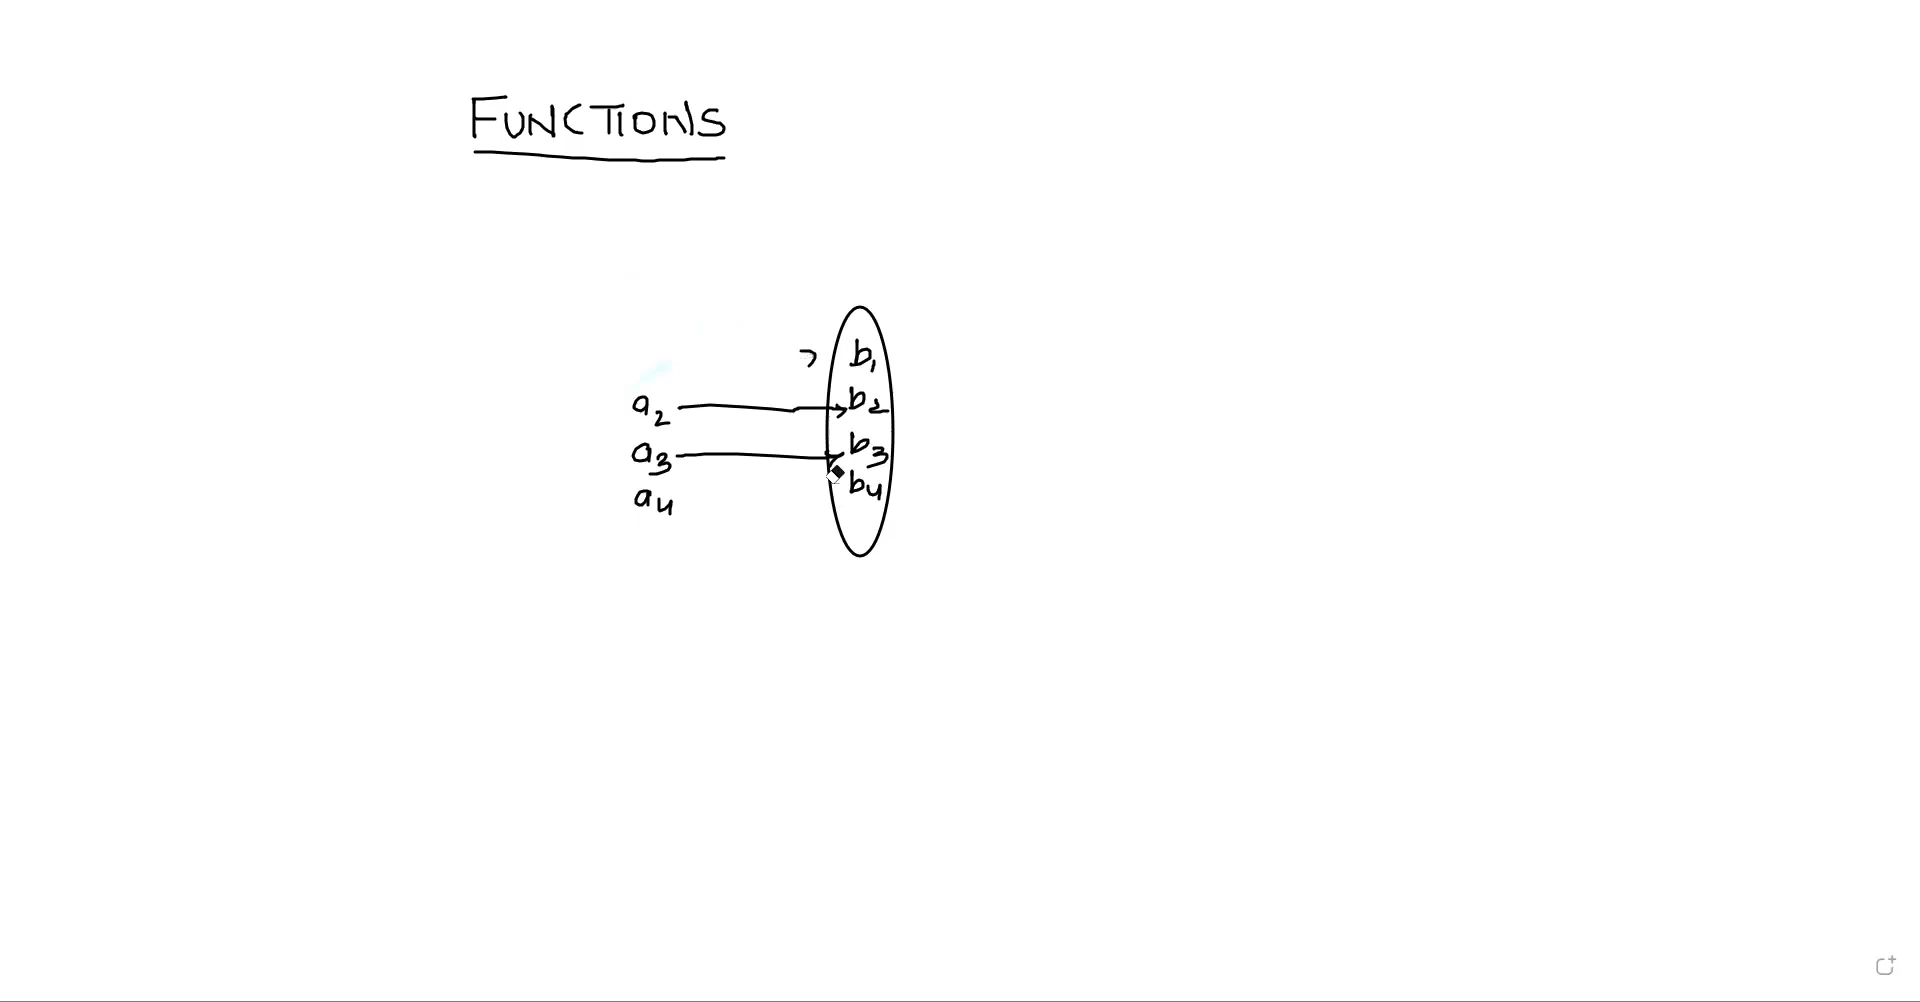 FUNCTIONS
b1
a2 → b2
a3 → b3
a4 b4